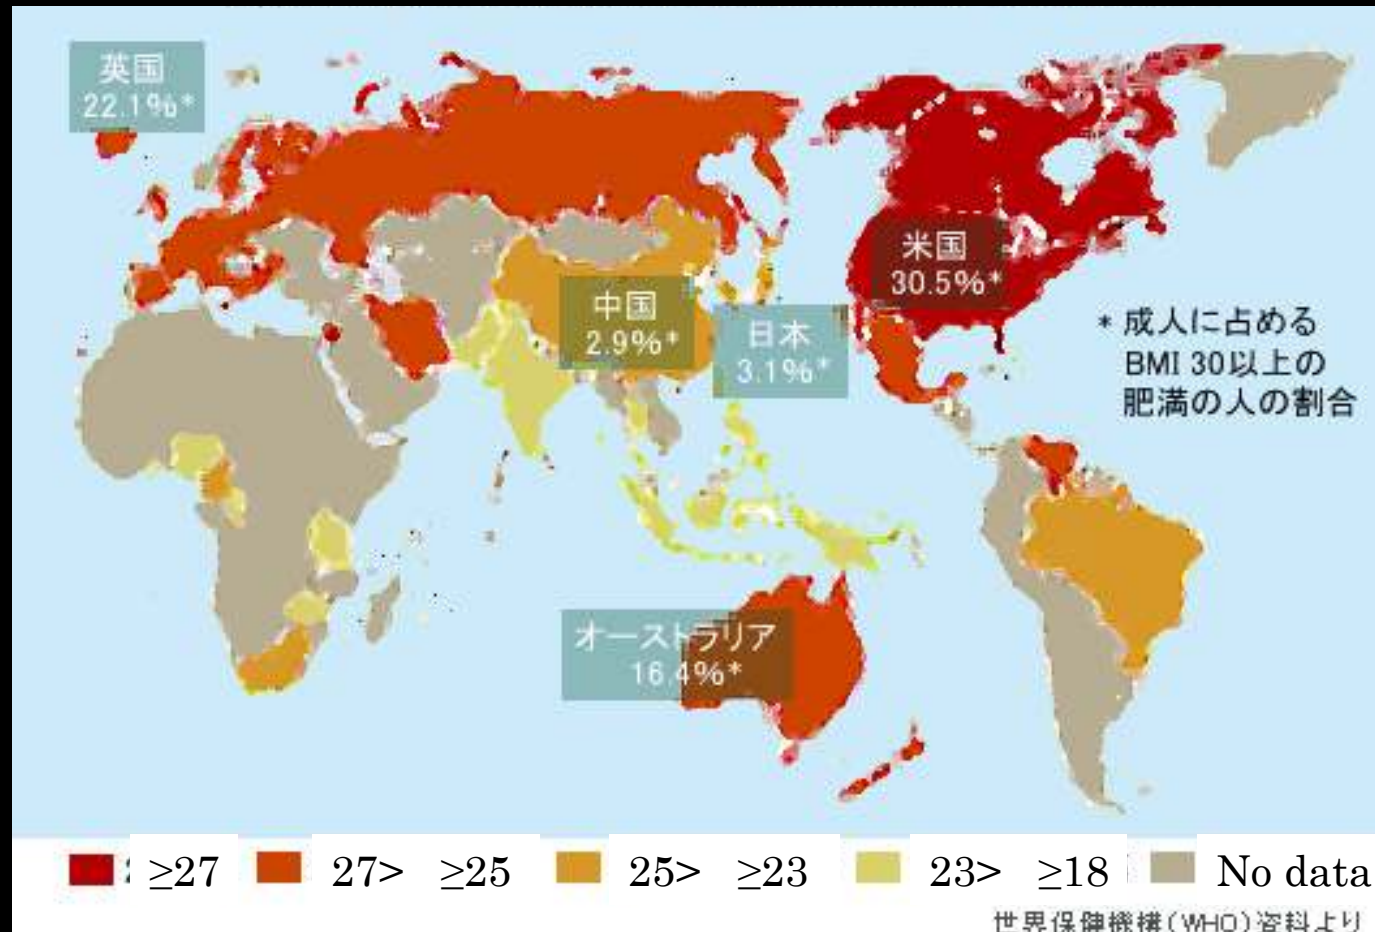 英国
22.1%*
米国
30.5%*
中国
2.9%*
日本
3.1%*
* 成人に占める
BMI 30以上の
肥満の人の割合
オーストラリア
16.4%*
≥27 27> ≥25 25> ≥23 23> ≥18 No data
世界保健機構(WHO)資料より